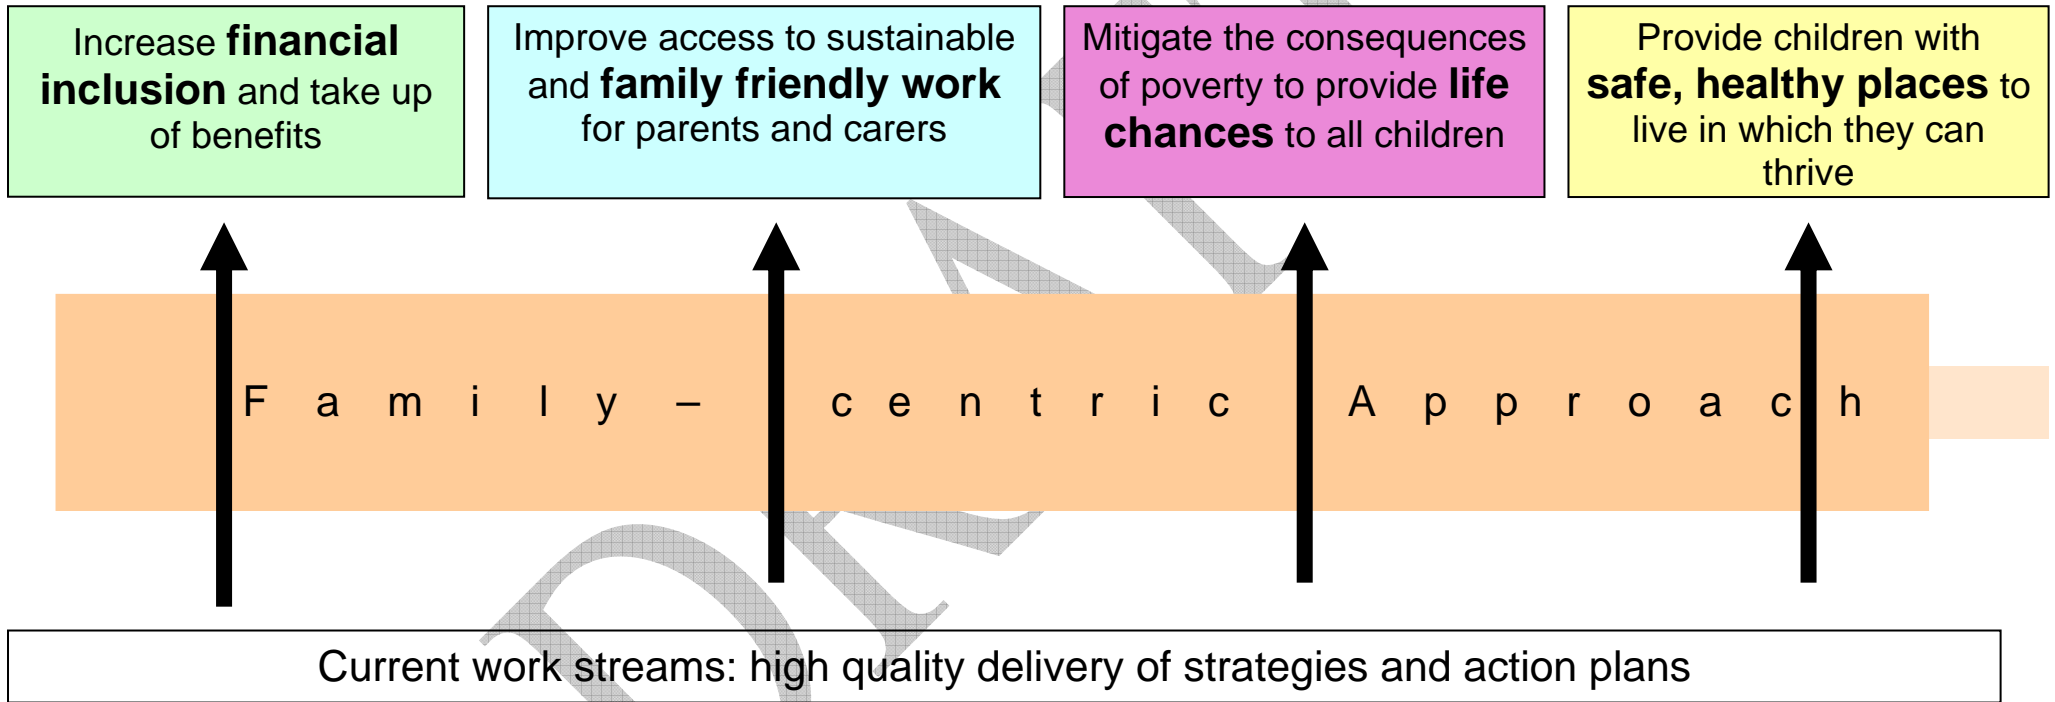 Increase financial
inclusion and take up
of benefits
Improve access to sustainable
and family friendly work
for parents and carers
Mitigate the consequences
of poverty to provide life
chances to all children
Provide children with
safe, healthy places to
live in which they can
thrive
Family – centric Approach
Current work streams: high quality delivery of strategies and action plans
DRAFT